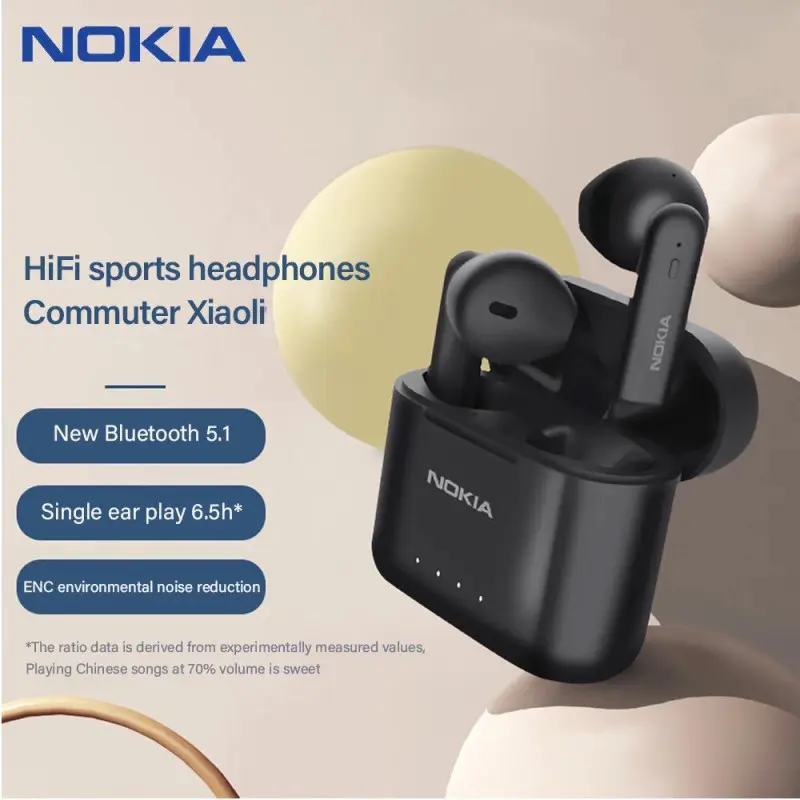 NOKIA
HiFi sports headphones
Commuter Xiaoli
New Bluetooth 5.1
Single ear play 6.5h*
ENC environmental noise reduction
*The ratio data is derived from experimentally measured values,
Playing Chinese songs at 70% volume is sweet
NOKIA
NOKIA